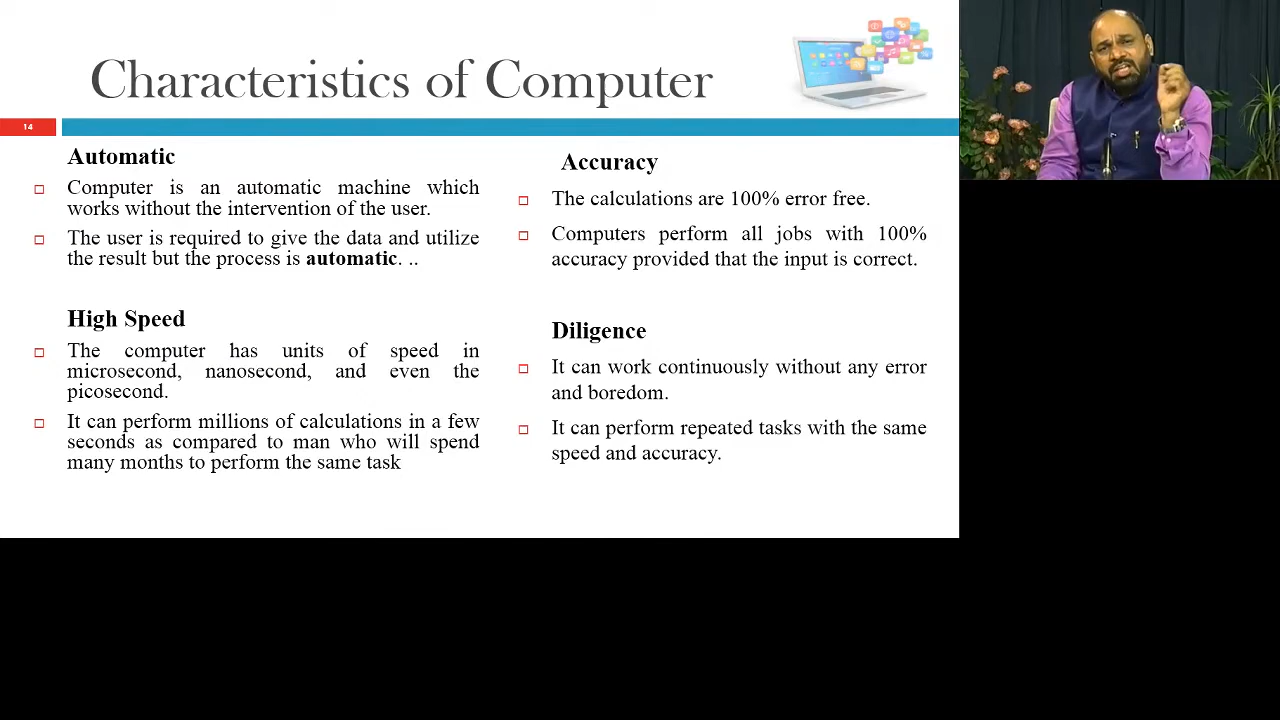 Characteristics of Computer
14
Automatic
Computer is an automatic machine which
works without the intervention of the user.
The user is required to give the data and utilize
the result but the process is automatic. ..
High Speed
The computer has units of speed in
microsecond, nanosecond, and even the
picosecond.
It can perform millions of calculations in a few
seconds as compared to man who will spend
many months to perform the same task
Accuracy
The calculations are 100% error free.
Computers perform all jobs with 100%
accuracy provided that the input is correct.
Diligence
It can work continuously without any error
and boredom.
It can perform repeated tasks with the same
speed and accuracy.